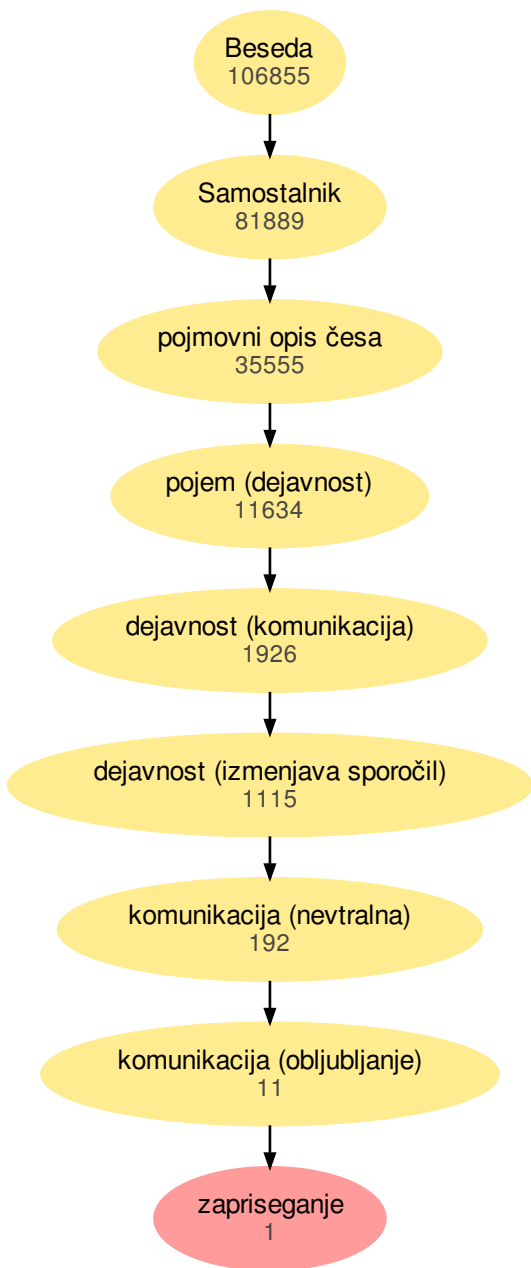 Beseda
106855
Samostalnik
81889
pojmovni opis česa
35555
pojem (dejavnost)
11634
dejavnost (komunikacija)
1926
dejavnost (izmenjava sporočil)
1115
komunikacija (nevtralna)
192
komunikacija (obljubljanje)
11
zapriseganje
1